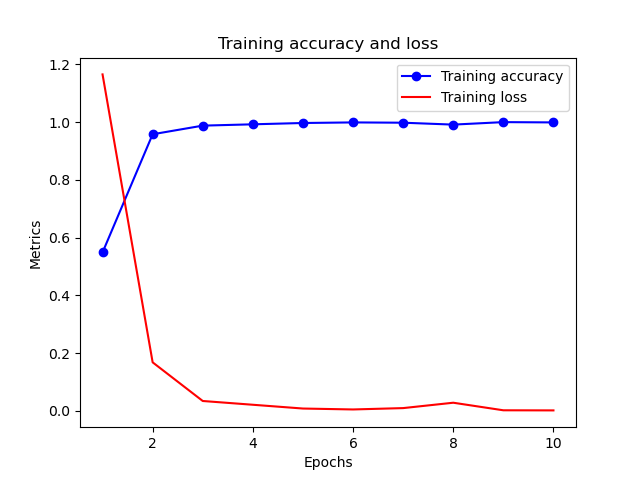 Training accuracy and loss
Training accuracy
Training loss
1.2
1.0
0.8
0.6
0.4
0.2
0.0
Metrics
2 4 6 8 10
Epochs